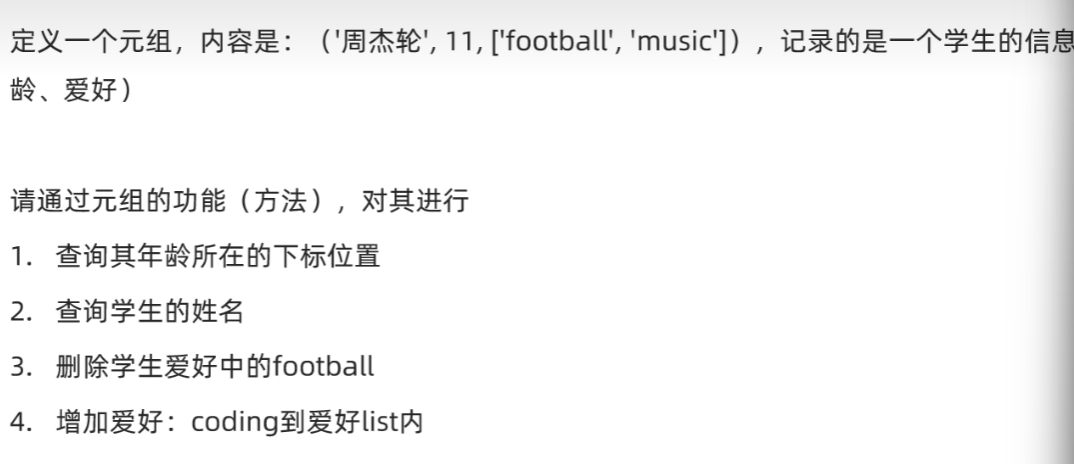 定义一个元组，内容是：（'周杰轮', 11, ['football', 'music']），记录的是一个学生的信息
龄、爱好）
请通过元组的功能（方法），对其进行
1. 查询其年龄所在的下标位置
2. 查询学生的姓名
3. 删除学生爱好中的football
4. 增加爱好：coding到爱好list内